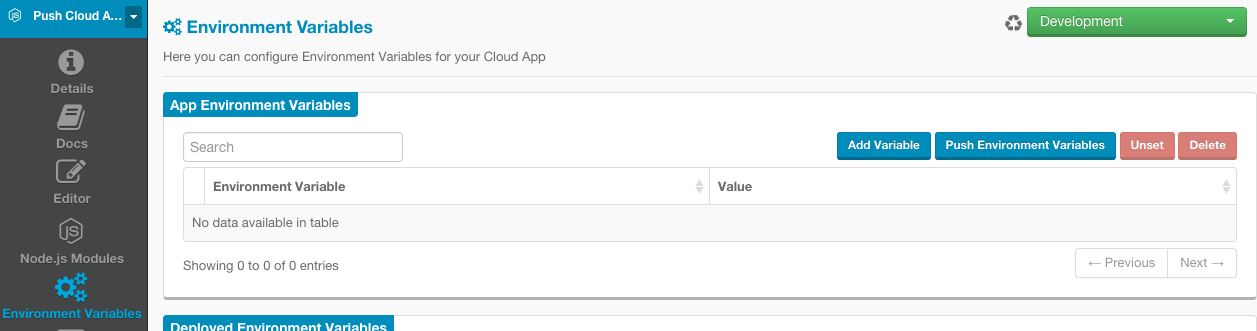 Push Cloud A...
Details
Docs
Editor
JS
Node.js Modules
Environment Variables
Environment Variables
Development
Here you can configure Environment Variables for your Cloud App
App Environment Variables
Search
Add Variable
Push Environment Variables
Unset
Delete
Environment Variable
Value
No data available in table
Showing 0 to 0 of 0 entries
← Previous
Next →
Deployed Environment Variables